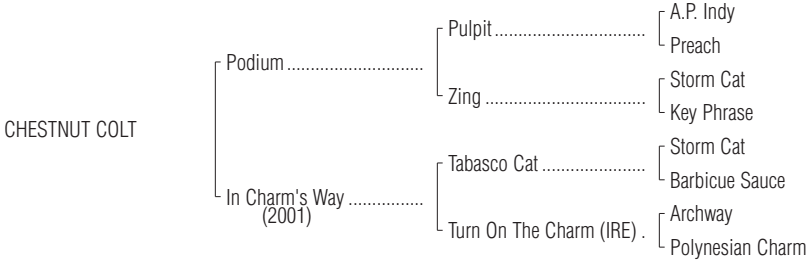 A.P. Indy
Pulpit................................
Preach
Podium.............................
Storm Cat
Zing ..................................
Key Phrase
CHESTNUT COLT
Storm Cat
Tabasco Cat ......................
Barbicue Sauce
In Charm's Way ................
(2001)
Archway
Turn On The Charm (IRE) .
Polynesian Charm